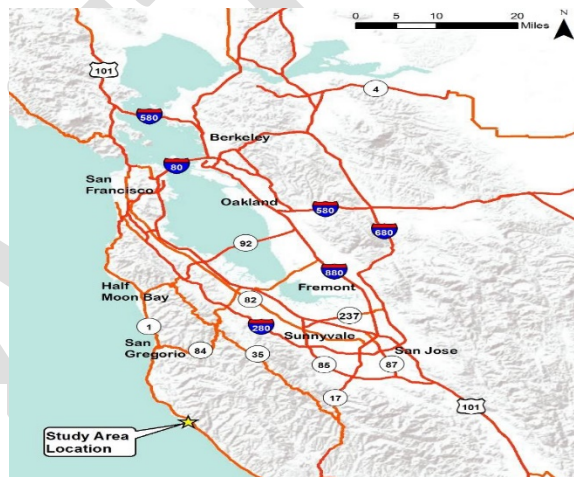 N
0 5 10 20
Miles
101
4
580
Berkeley
80
San
Francisco
Oakland
580
680
92
880
Half
Moon Bay
Fremont
82
237
1
280
Sunnyvale
San
Gregorio
84
35
San Jose
85
87
17
101
Study Area
Location